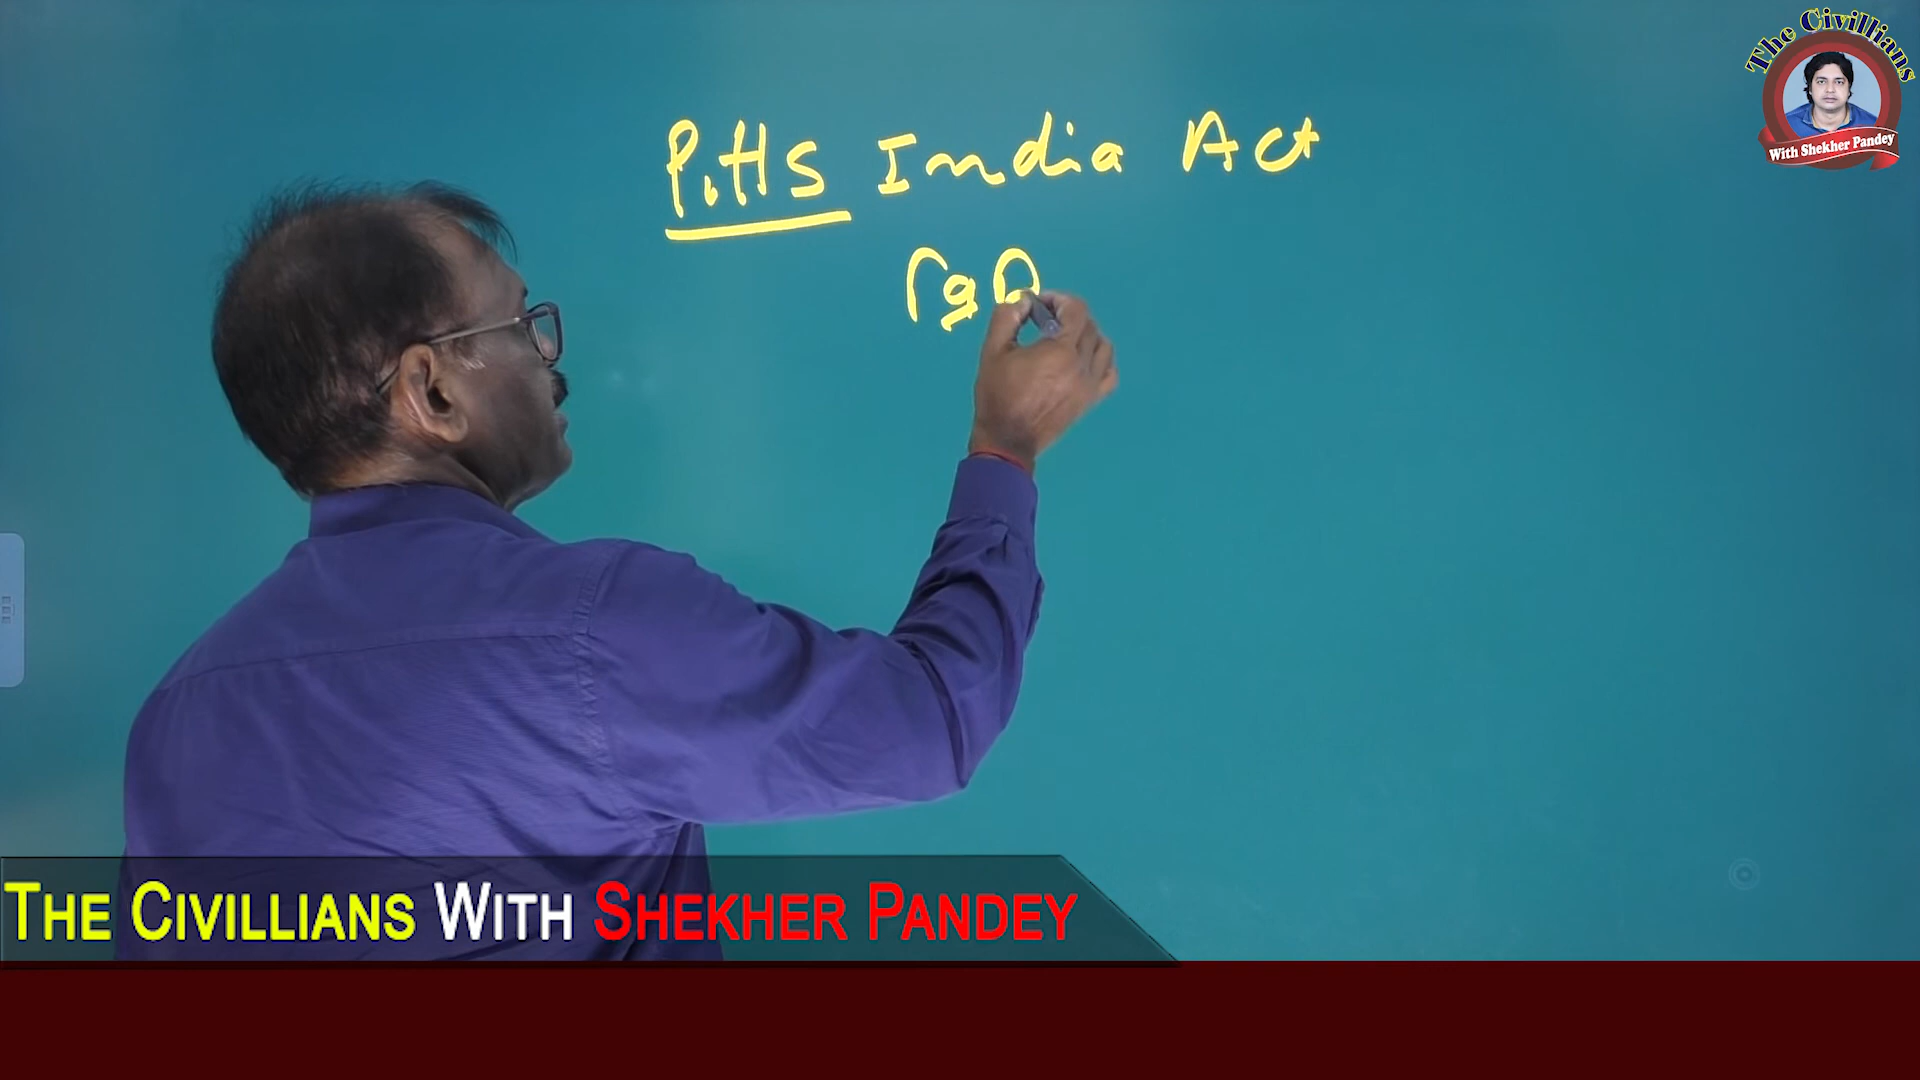 Pitts India Act
The Civillians
With Shekher Pandey
THE CIVILLIANS WITH SHEKHER PANDEY